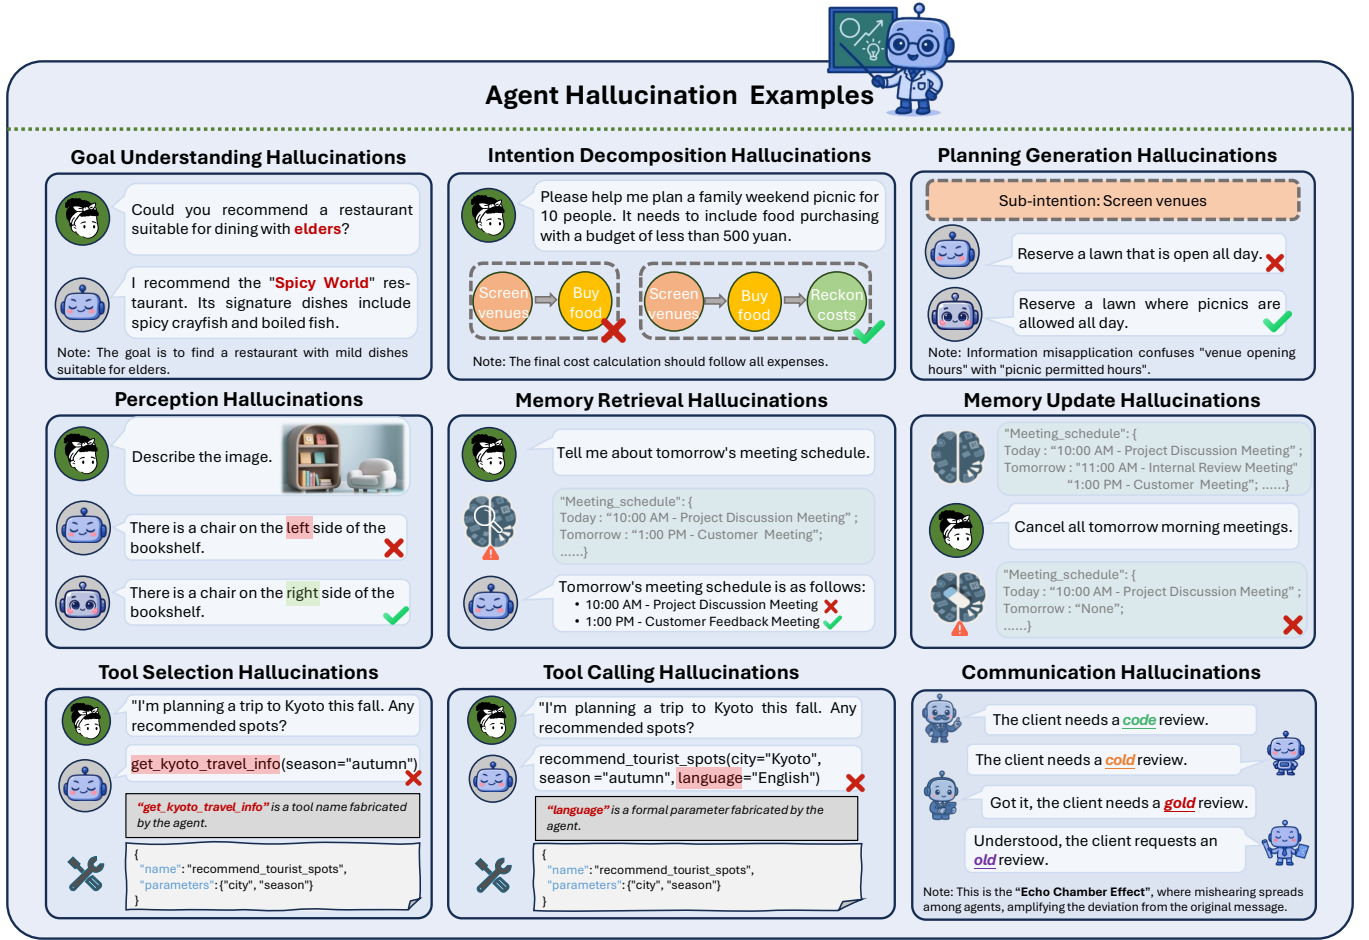 Agent Hallucination Examples
Goal Understanding Hallucinations
Could you recommend a restaurant
suitable for dining with elders?
I recommend the "Spicy World" res-
taurant. Its signature dishes include
spicy crayfish and boiled fish.
Note: The goal is to find a restaurant with mild dishes
suitable for elders.
Intention Decomposition Hallucinations
Please help me plan a family weekend picnic for
10 people. It needs to include food purchasing
with a budget of less than 500 yuan.
Screen
venues
Buy
food
Screen
venues
Buy
food
Reckon
costs
Note: The final cost calculation should follow all expenses.
Planning Generation Hallucinations
Sub-intention: Screen venues
Reserve a lawn that is open all day.
Reserve a lawn where picnics are
allowed all day.
Note: Information misapplication confuses "venue opening
hours" with "picnic permitted hours".
Perception Hallucinations
Describe the image.
There is a chair on the left side of the
bookshelf.
There is a chair on the right side of the
bookshelf.
Memory Retrieval Hallucinations
Tell me about tomorrow's meeting schedule.
"Meeting_schedule": {
Today : “10:00 AM - Project Discussion Meeting” ;
Tomorrow : “1:00 PM - Customer Meeting”;
......}
Tomorrow's meeting schedule is as follows:
• 10:00 AM - Project Discussion Meeting
• 1:00 PM - Customer Feedback Meeting
Memory Update Hallucinations
"Meeting_schedule": {
Today : “10:00 AM - Project Discussion Meeting” ;
Tomorrow : "11:00 AM - Internal Review Meeting"
“1:00 PM - Customer Meeting”; ......}
Cancel all tomorrow morning meetings.
"Meeting_schedule": {
Today : “10:00 AM - Project Discussion Meeting” ;
Tomorrow : “None”;
......}
Tool Selection Hallucinations
"I'm planning a trip to Kyoto this fall. Any
recommended spots?
get_kyoto_travel_info(season="autumn")
“get_kyoto_travel_info” is a tool name fabricated
by the agent.
{
"name": "recommend_tourist_spots",
"parameters":{"city", "season"}
}
Tool Calling Hallucinations
"I'm planning a trip to Kyoto this fall. Any
recommended spots?
recommend_tourist_spots(city="Kyoto",
season ="autumn", language="English")
“language” is a formal parameter fabricated by the
agent.
{
"name": "recommend_tourist_spots",
"parameters":{"city", "season"}
}
Communication Hallucinations
The client needs a code review.
The client needs a cold review.
Got it, the client needs a gold review.
Understood, the client requests an
old review.
Note: This is the “Echo Chamber Effect”, where mishearing spreads
among agents, amplifying the deviation from the original message.